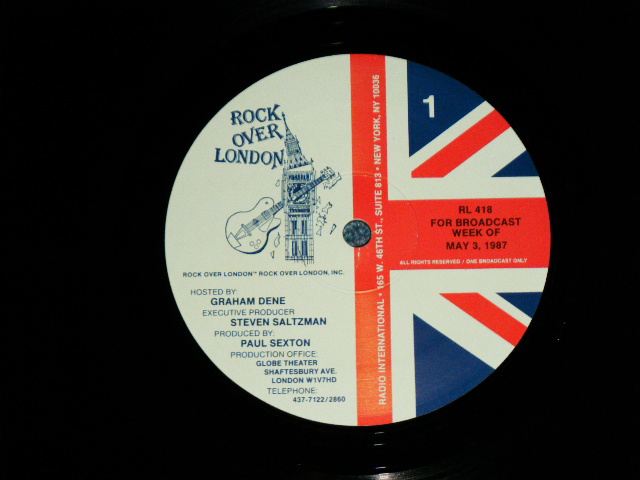 ROCK
OVER
LONDON
ROCK OVER LONDON™ ROCK OVER LONDON, INC.
HOSTED BY:
GRAHAM DENE
EXECUTIVE PRODUCER
STEVEN SALTZMAN
PRODUCED BY:
PAUL SEXTON
PRODUCTION OFFICE:
GLOBE THEATER
SHAFTESBURY AVE.
LONDON W1V7HD
TELEPHONE:
437-7122/2860
RADIO INTERNATIONAL • 165 W. 46TH ST., SUITE 813 • NEW YORK, NY 10036
1
RL 418
FOR BROADCAST
WEEK OF
MAY 3, 1987
ALL RIGHTS RESERVED / ONE BROADCAST ONLY